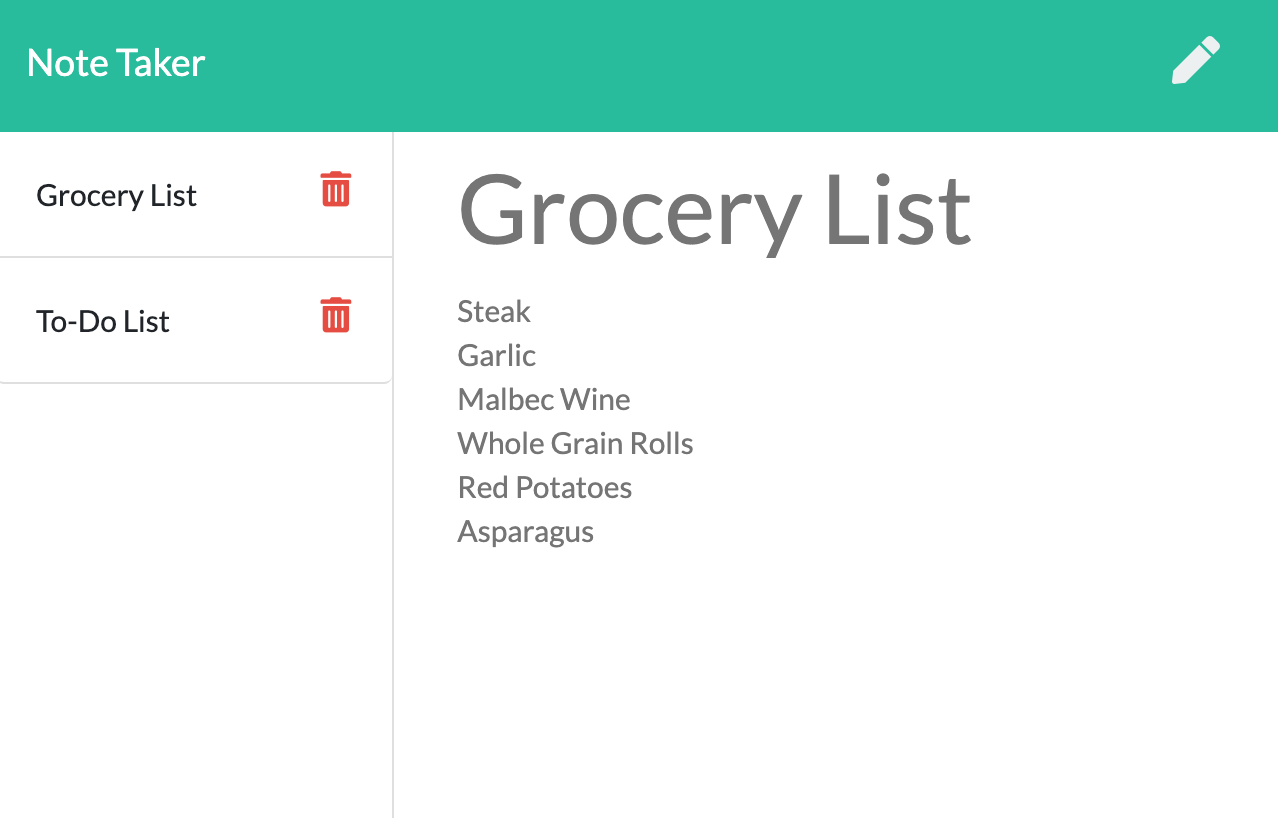 Note Taker
Grocery List
To-Do List
Grocery List
Steak
Garlic
Malbec Wine
Whole Grain Rolls
Red Potatoes
Asparagus